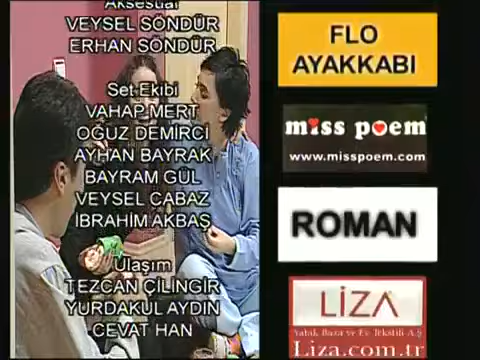 Aksesuar
VEYSEL SÖNDÜR
ERHAN SÖNDÜR
Set Ekibi
VAHAP MERT
OĞUZ DEMİRCİ
AYHAN BAYRAK
BAYRAM GÜL
VEYSEL CABAZ
İBRAHİM AKBAŞ
Ulaşım
TEZCAN ÇİLİNGİR
YURDAKUL AYDIN
CEVAT HAN
FLO
AYAKKABI
miss poem
www.misspoem.com
ROMAN
LİZA
Yatak Baza ve Ev Tekstili A.Ş
Liza.com.tr